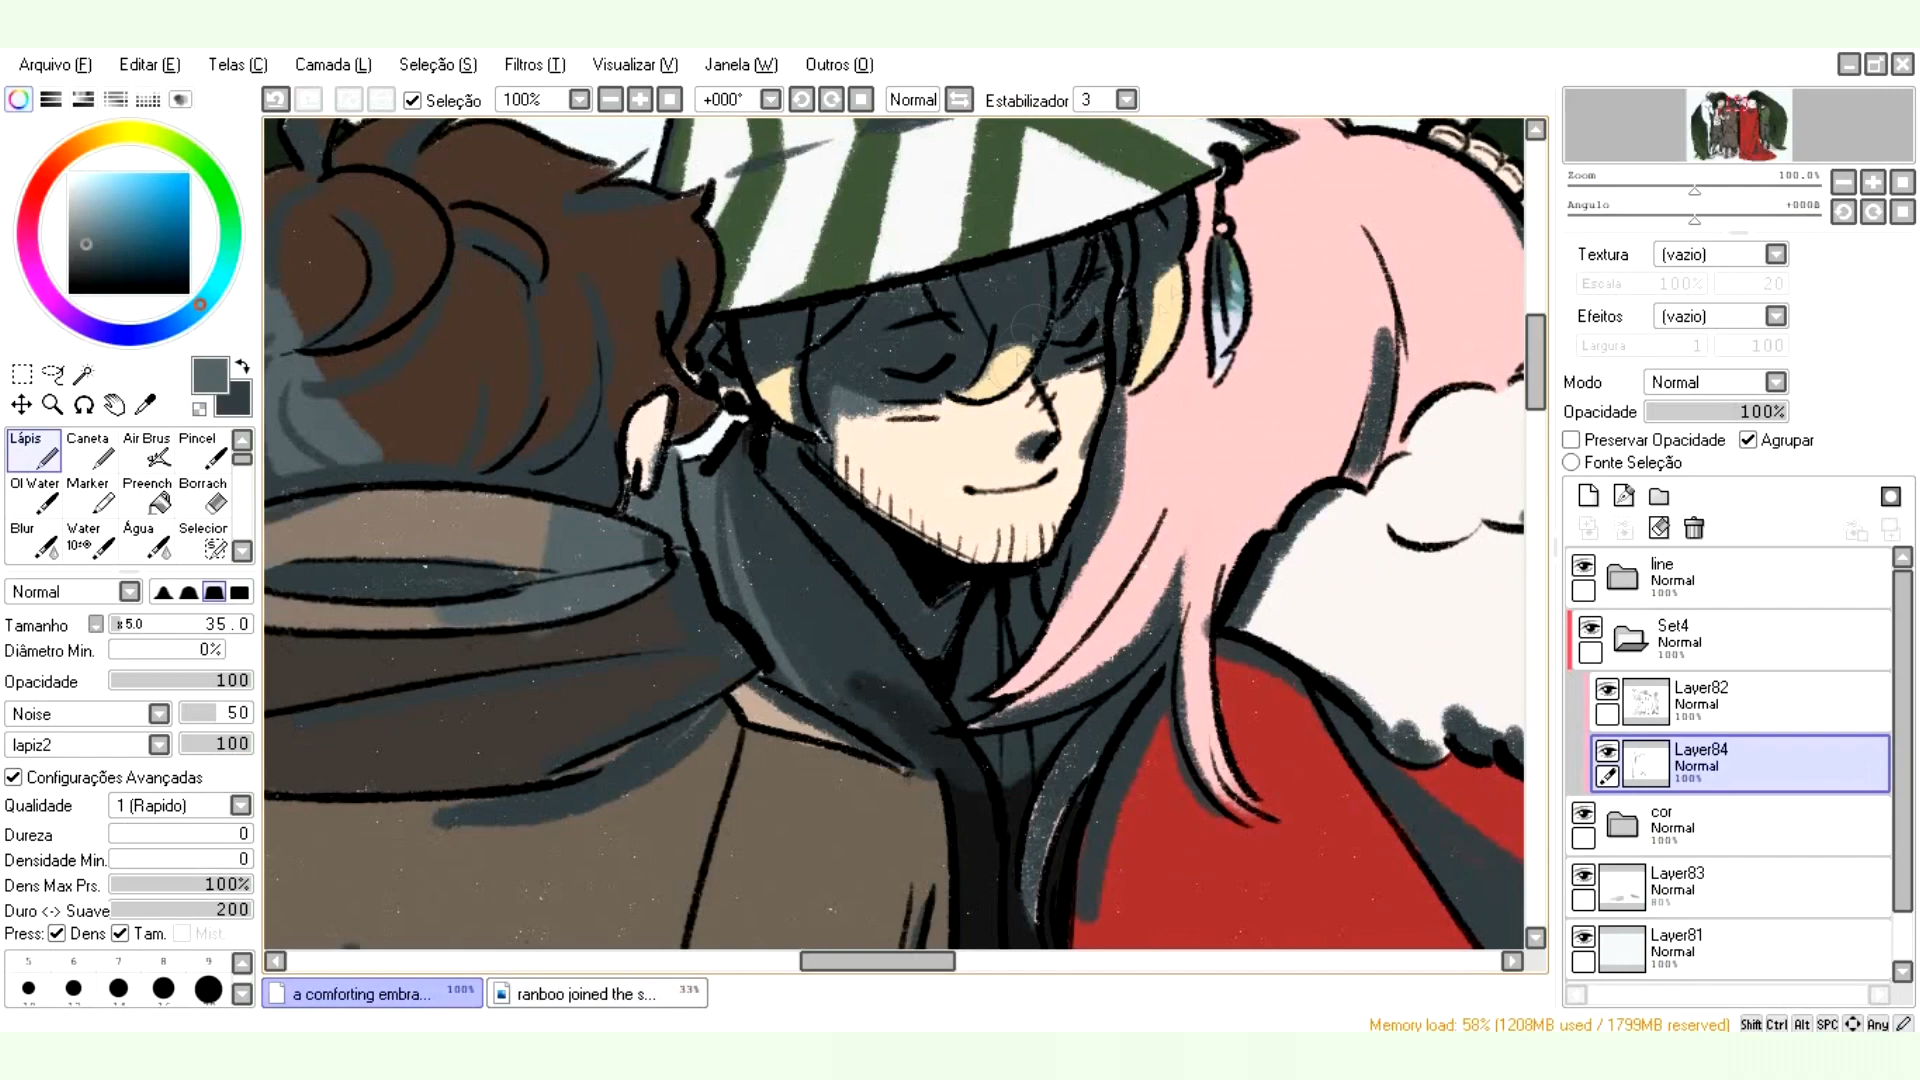 Arquivo (F) Editar (E) Telas (C) Camada (L) Seleção (S) Filtros (T) Visualizar (V) Janela (W) Outros (O)
Seleção 100% +000° Normal Estabilizador 3
Zoom 100.0%
Angulo +000B
Textura (vazio)
Escala 100% 20
Efeitos (vazio)
Largura 1 100
Modo Normal
Opacidade 100%
Preservar Opacidade Agrupar
Fonte Seleção
Lápis Caneta Air Brus Pincel
Ol Water Marker Preench Borrach
Blur Water Água Selecior
Normal
Tamanho x 5.0 35.0
Diâmetro Min. 0%
Opacidade 100
Noise 50
lapiz2 100
Configurações Avançadas
Qualidade 1 (Rapido)
Dureza 0
Densidade Min. 0
Dens Max Prs. 100%
Duro <-> Suave 200
Press: Dens Tam. Mist.
5 6 7 8 9
line
Normal
100%
Set4
Normal
100%
Layer82
Normal
100%
Layer84
Normal
100%
cor
Normal
100%
Layer83
Normal
80%
Layer81
Normal
100%
a comforting embra... 100% ranboo joined the s... 33%
Memory load: 58% (1208MB used / 1799MB reserved) Shift Ctrl Alt SPC Any